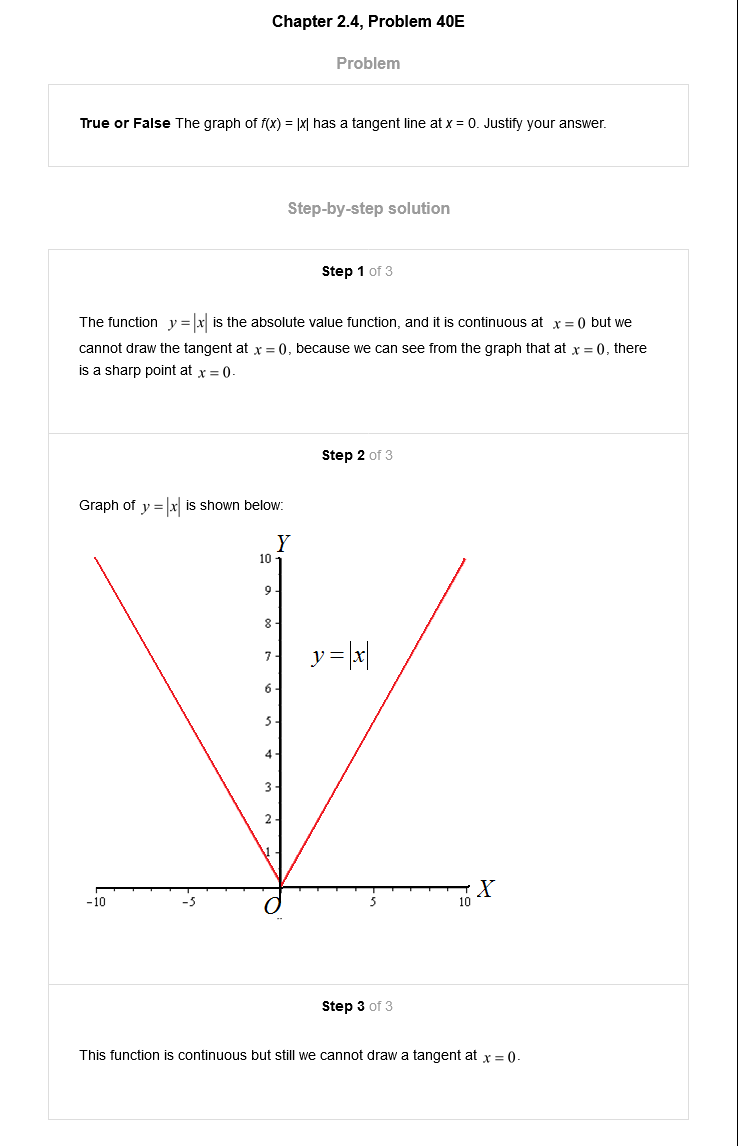 Chapter 2.4, Problem 40E
Problem
True or False The graph of f(x) = |x| has a tangent line at x = 0. Justify your answer.
Step-by-step solution
Step 1 of 3
The function y = |x| is the absolute value function, and it is continuous at x = 0 but we
cannot draw the tangent at x = 0, because we can see from the graph that at x = 0, there
is a sharp point at x = 0.
Step 2 of 3
Graph of y = |x| is shown below:
Y
10
9
8
7
y = |x|
6
5
4
3
2
1
X
-10 -5 O 5 10
Step 3 of 3
This function is continuous but still we cannot draw a tangent at x = 0.